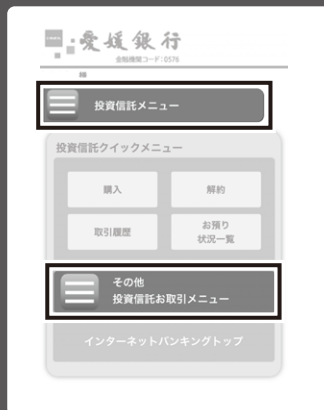 愛媛銀行
金融機関コード:0576
投資信託メニュー
投資信託クイックメニュー
購入
解約
取引履歴
お預り
状況一覧
その他
投資信託お取引メニュー
インターネットバンキングトップ